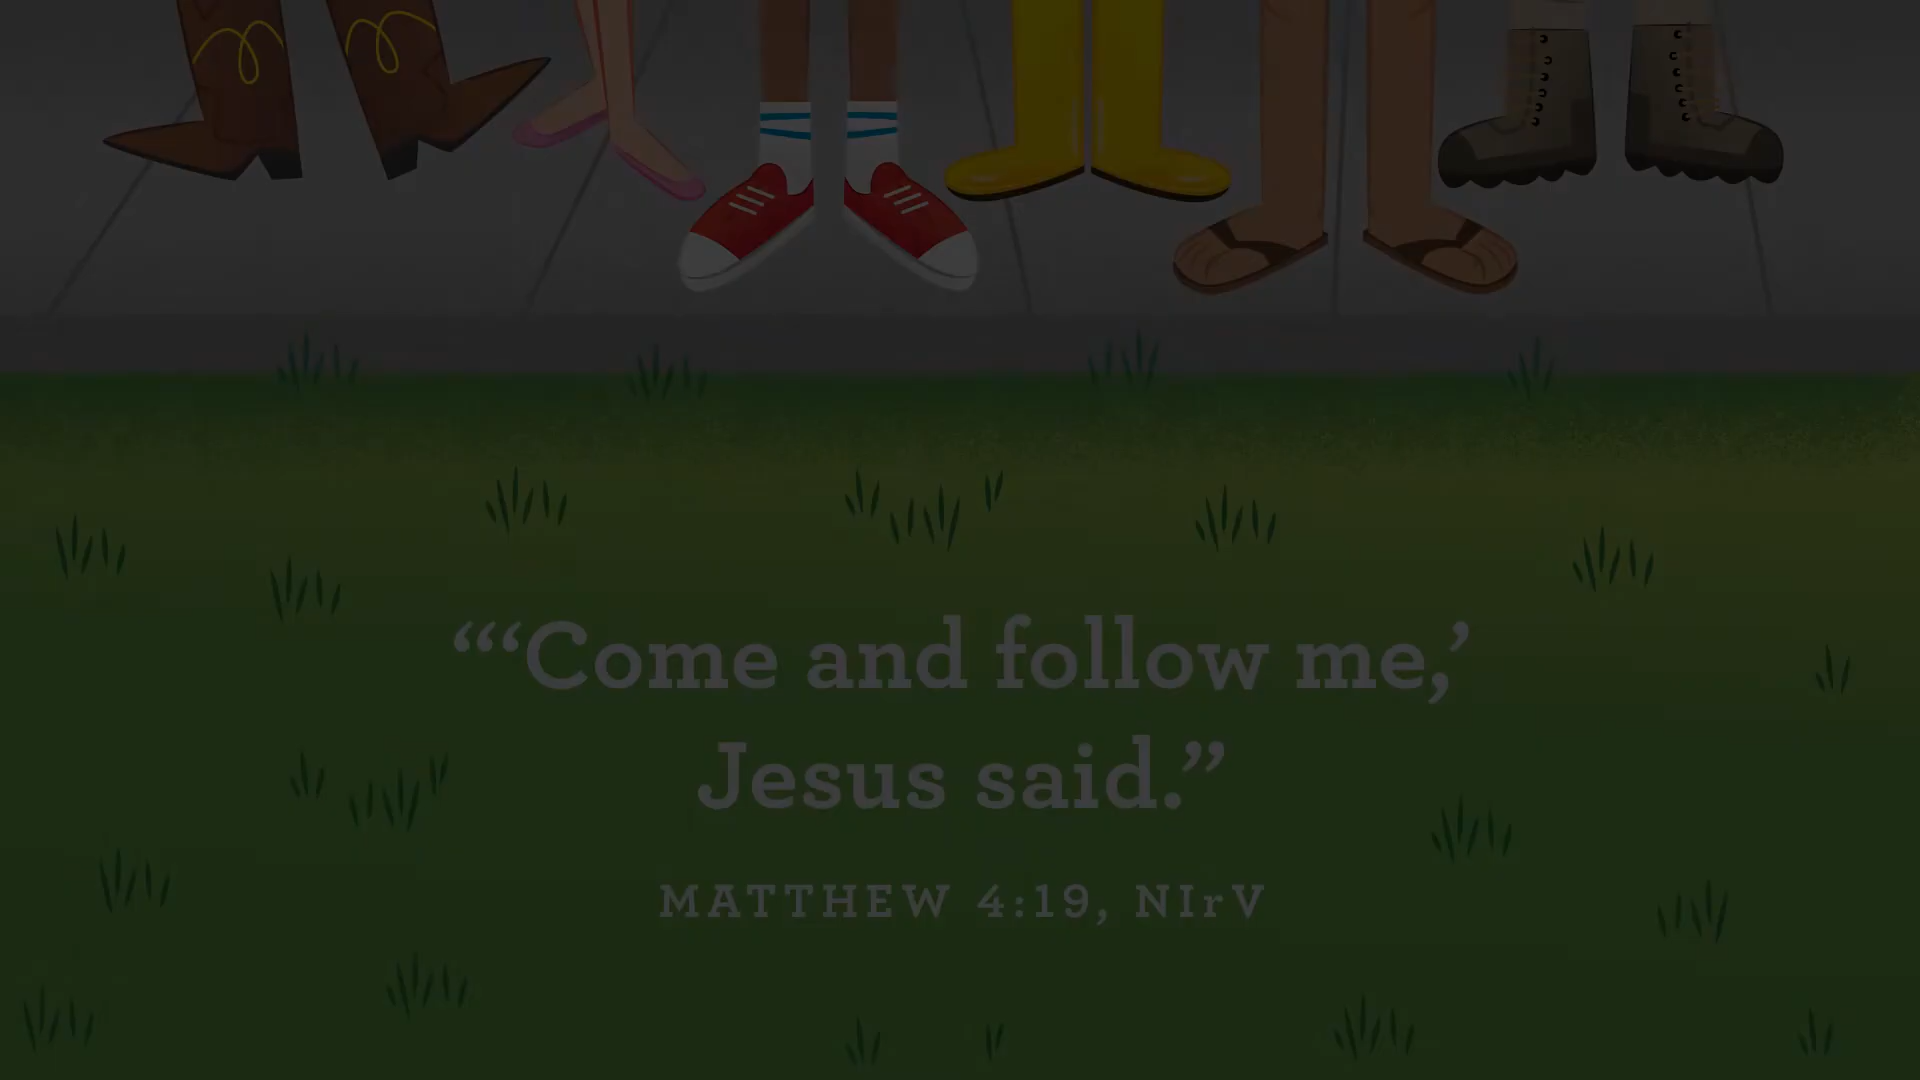 “‘Come and follow me,’
Jesus said.”
MATTHEW 4:19, NIrV